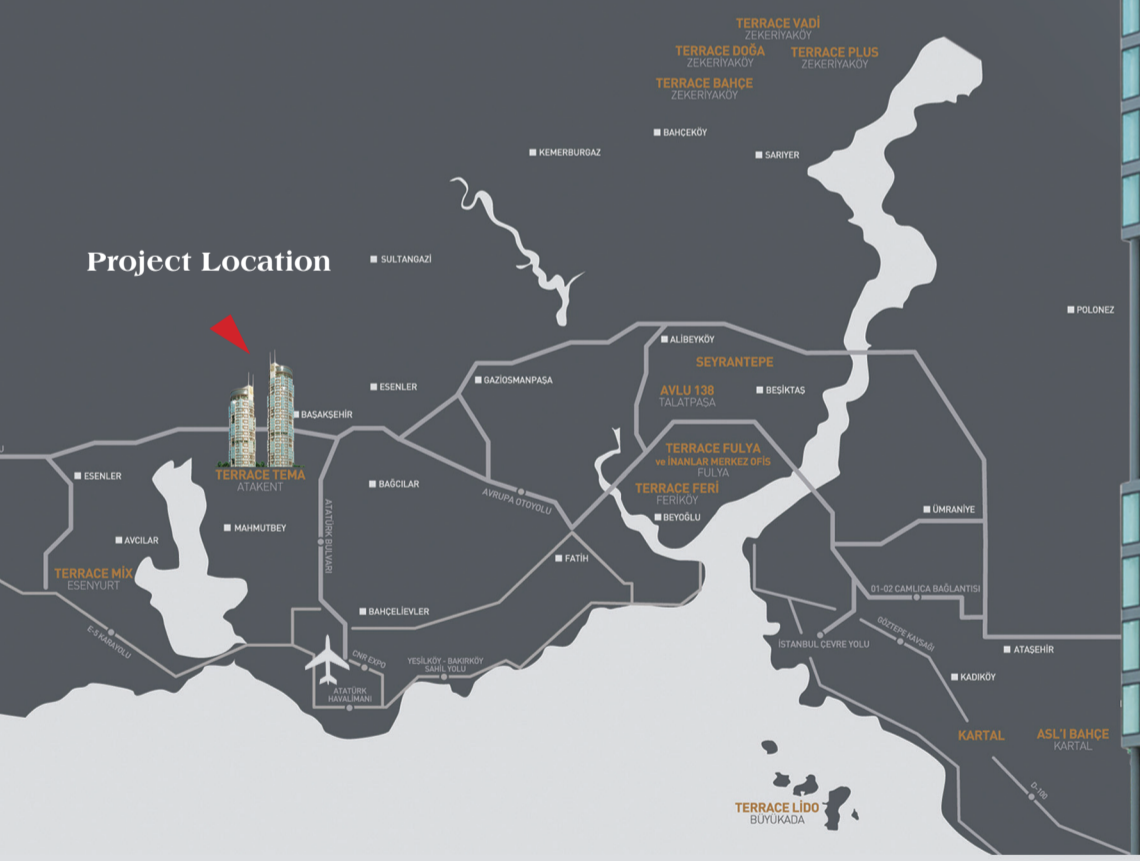 TERRACE VADİ
ZEKERİYAKÖY
TERRACE DOĞA
ZEKERİYAKÖY
TERRACE PLUS
ZEKERİYAKÖY
TERRACE BAHÇE
ZEKERİYAKÖY
BAHÇEKÖY
KEMERBURGAZ
SARIYER
Project Location
SULTANGAZİ
POLONEZ
ALİBEYKÖY
SEYRANTEPE
GAZİOSMANPAŞA
ESENLER
AVLU 138
TALATPAŞA
BEŞİKTAŞ
BAŞAKŞEHİR
TERRACE FULYA
ve İNANLAR MERKEZ OFİS
FULYA
ESENLER
TERRACE TEMA
ATAKENT
BAĞCILAR
AVRUPA OTOYOLU
TERRACE FERİ
FERİKÖY
BEYOĞLU
ÜMRANİYE
MAHMUTBEY
ATATÜRK BULVARI
AVCILAR
FATİH
TERRACE MİX
ESENYURT
01-02 CAMLICA BAĞLANTISI
BAHÇELİEVLER
E-5 KARAYOLU
GÖZTEPE KAVSAĞI
İSTANBUL ÇEVRE YOLU
ATAŞEHİR
CNR EXPO
YEŞİLKÖY - BAKIRKÖY
SAHİL YOLU
KADIKÖY
ATATÜRK
HAVALİMANI
KARTAL
ASL'I BAHÇE
KARTAL
D-100
TERRACE LİDO
BÜYÜKADA